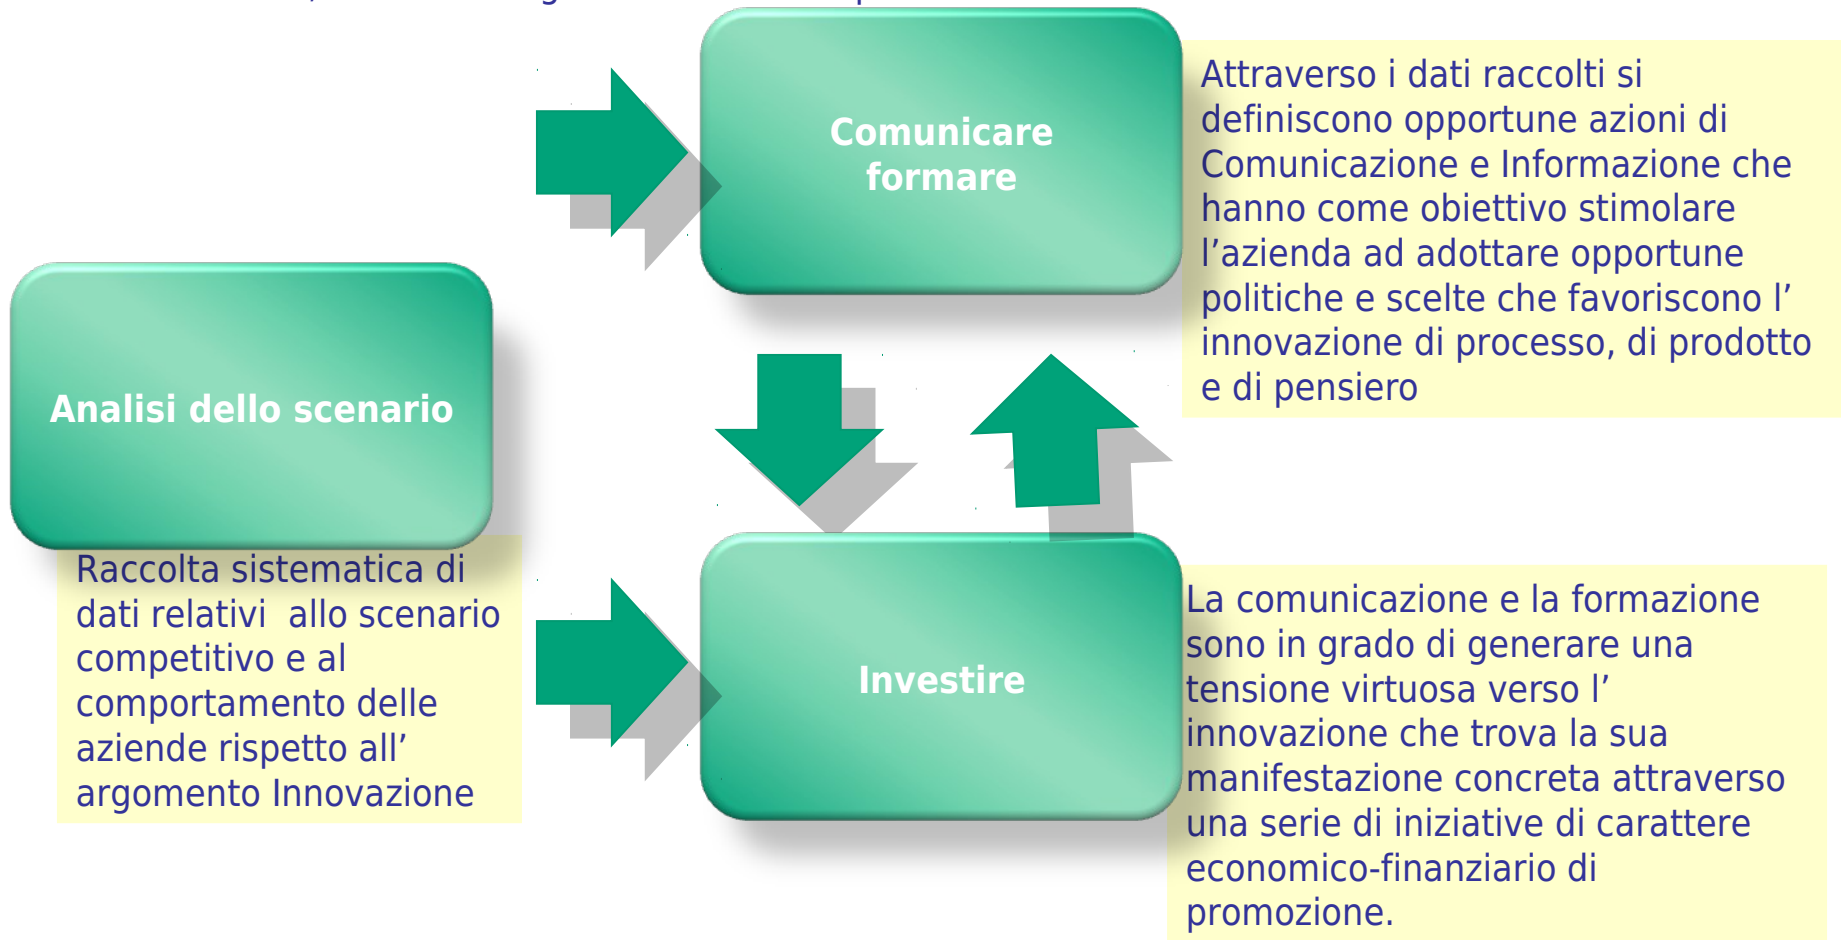 Comunicare
formare
Attraverso i dati raccolti si
definiscono opportune azioni di
Comunicazione e Informazione che
hanno come obiettivo stimolare
l’azienda ad adottare opportune
politiche e scelte che favoriscono l’
innovazione di processo, di prodotto
e di pensiero
Analisi dello scenario
Raccolta sistematica di
dati relativi  allo scenario
competitivo e al
comportamento delle
aziende rispetto all’
argomento Innovazione
Investire
La comunicazione e la formazione
sono in grado di generare una
tensione virtuosa verso l’
innovazione che trova la sua
manifestazione concreta attraverso
una serie di iniziative di carattere
economico-finanziario di
promozione.